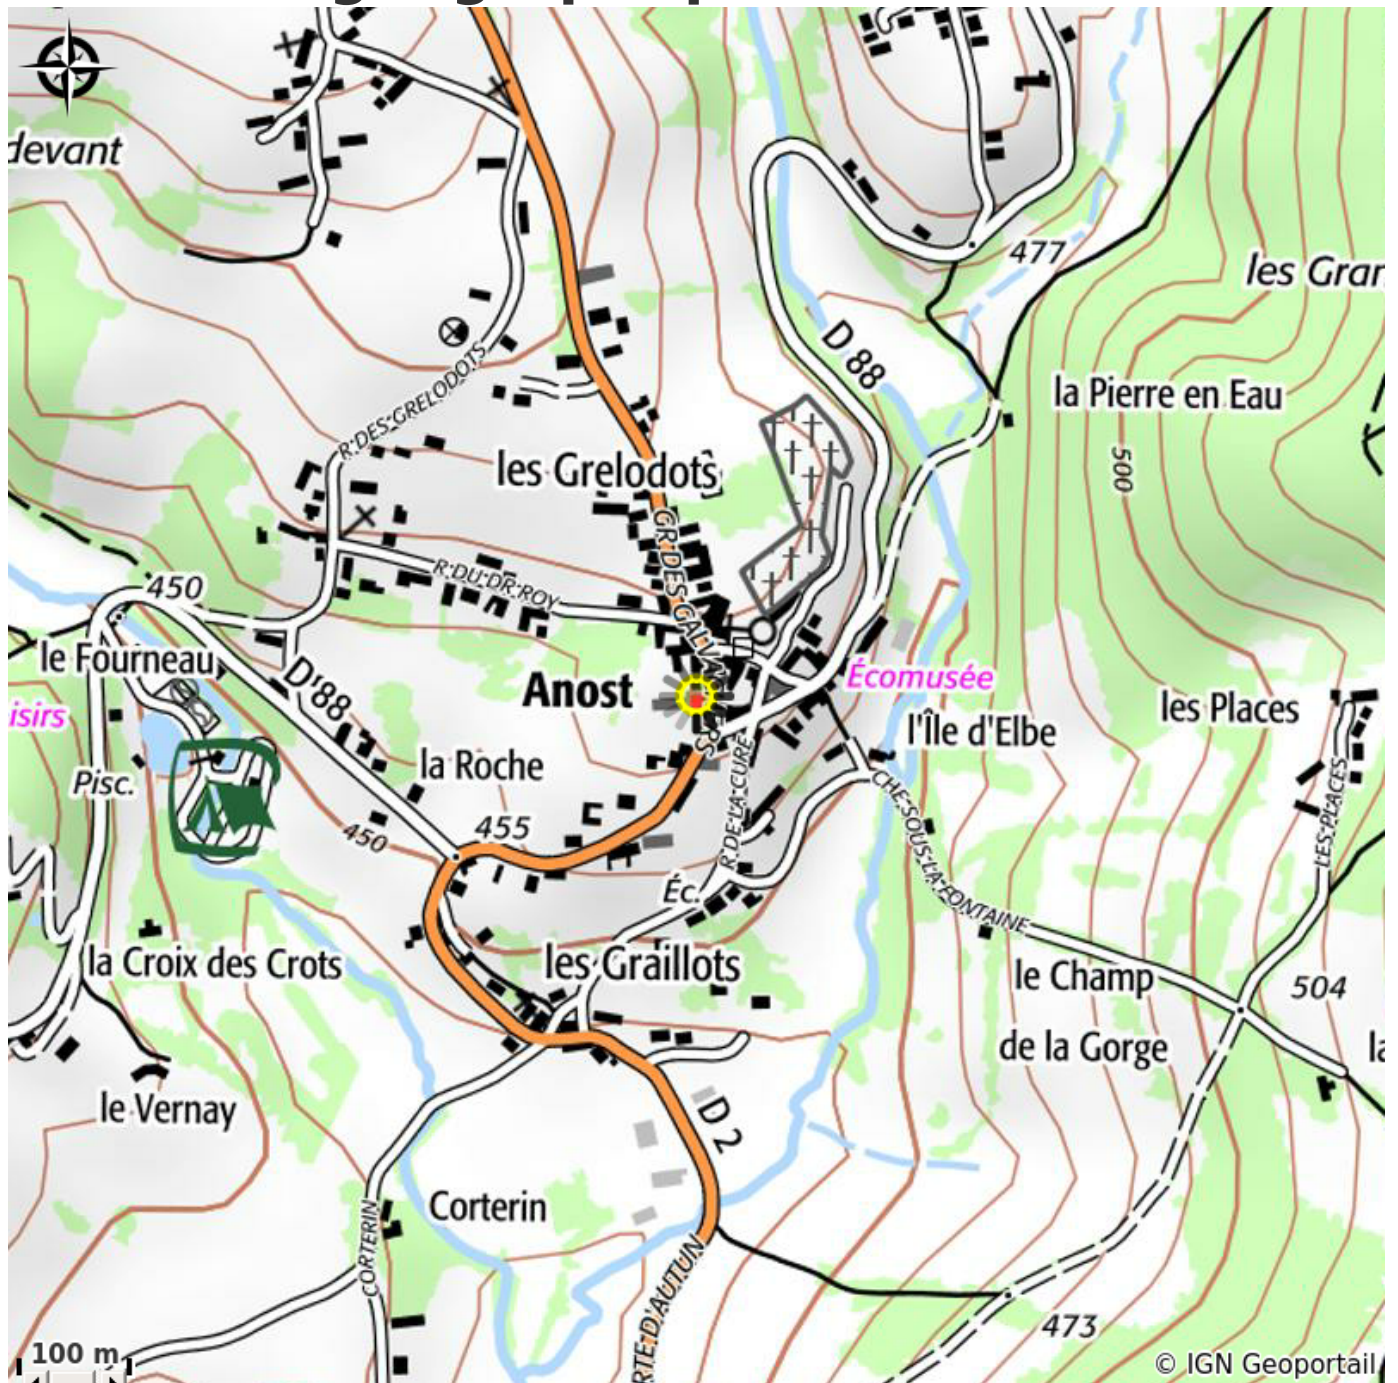 devant
477
les Gran
D 88
la Pierre en Eau
R DES GRELODOTS
les Grelodots
500
GR DES GALVACHERS
R DU DR ROY
450
le Fourneau
D 88
Anost
Écomusée
isirs
les Places
l'Île d'Elbe
la Roche
Pisc.
R DE LA CURE
CHE SOUS LA FONTAINE
LES PLACES
455
450
Éc.
la Croix des Crots
les Graillots
le Champ
de la Gorge
504
la
le Vernay
D 2
Corterin
CORTERIN
RTE D'AUTUN
473
100 m
© IGN Geoportail